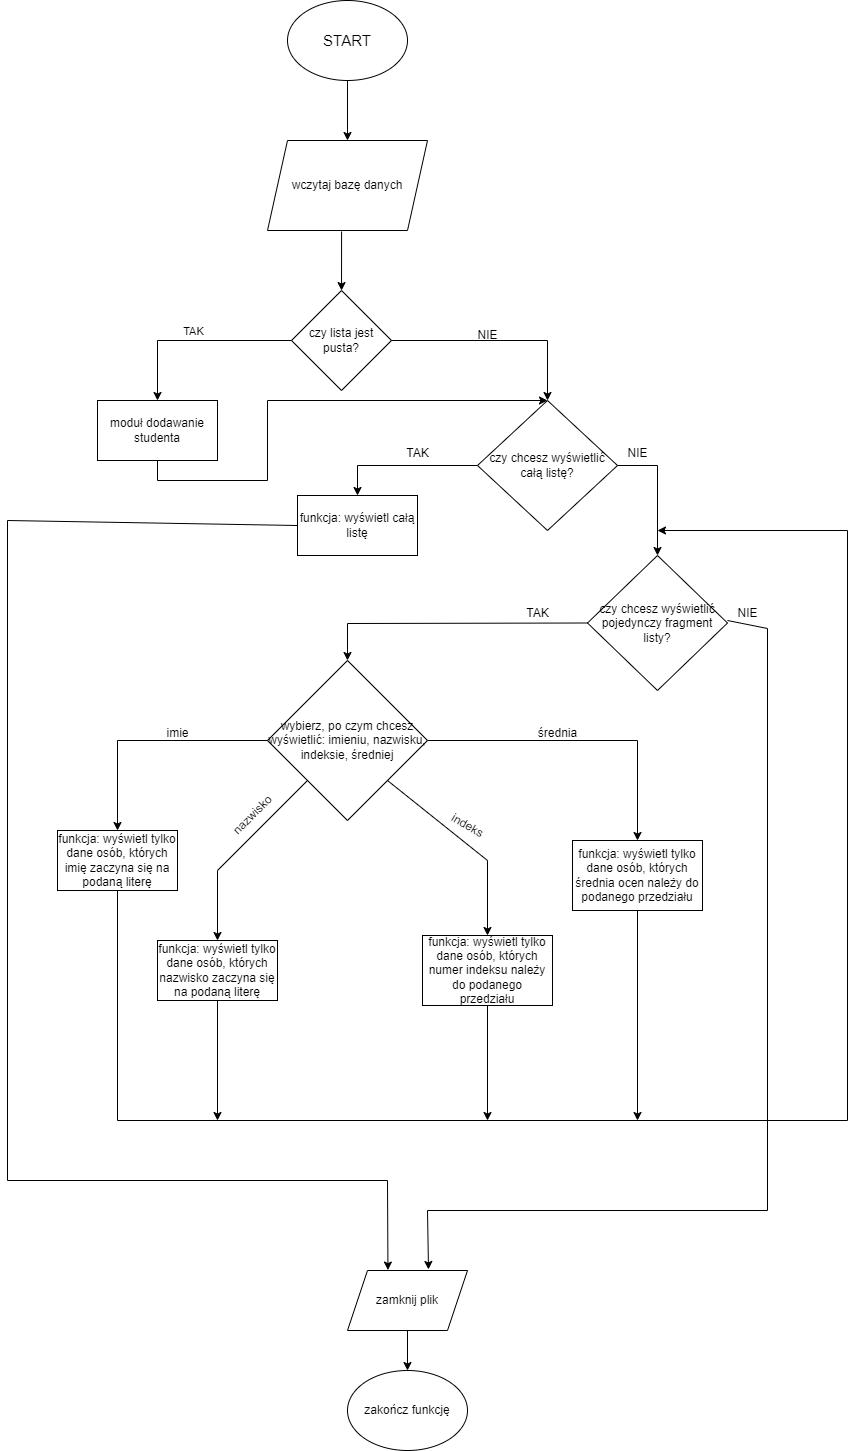 START
wczytaj bazę danych
czy lista jest
pusta?
TAK
NIE
moduł dodawanie
studenta
czy chcesz wyświetlić
całą listę?
TAK
NIE
funkcja: wyświetl całą
listę
czy chcesz wyświetlić
pojedynczy fragment
listy?
TAK
NIE
wybierz, po czym chcesz
wyświetlić: imieniu, nazwisku,
indeksie, średniej
imie
nazwisko
indeks
średnia
funkcja: wyświetl tylko
dane osób, których
imię zaczyna się na
podaną literę
funkcja: wyświetl tylko
dane osób, których
nazwisko zaczyna się
na podaną literę
funkcja: wyświetl tylko
dane osób, których
numer indeksu należy
do podanego
przedziału
funkcja: wyświetl tylko
dane osób, których
średnia ocen należy do
podanego przedziału
zamknij plik
zakończ funkcję